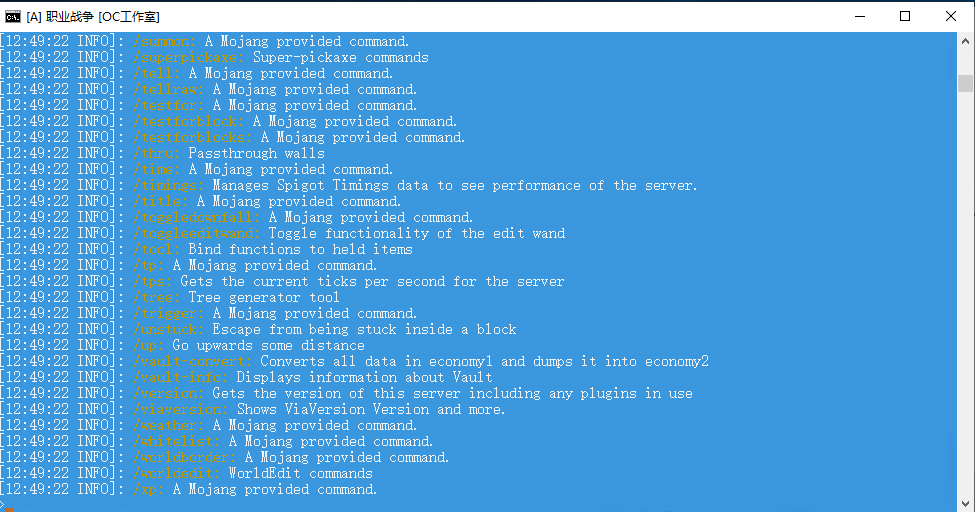 [A] 职业战争 [OC工作室]
[12:49:22 INFO]: /summon: A Mojang provided command.
[12:49:22 INFO]: /superpickaxe: Super-pickaxe commands
[12:49:22 INFO]: /tell: A Mojang provided command.
[12:49:22 INFO]: /tellraw: A Mojang provided command.
[12:49:22 INFO]: /testfor: A Mojang provided command.
[12:49:22 INFO]: /testforblock: A Mojang provided command.
[12:49:22 INFO]: /testforblocks: A Mojang provided command.
[12:49:22 INFO]: /thru: Passthrough walls
[12:49:22 INFO]: /time: A Mojang provided command.
[12:49:22 INFO]: /timings: Manages Spigot Timings data to see performance of the server.
[12:49:22 INFO]: /title: A Mojang provided command.
[12:49:22 INFO]: /toggledownfall: A Mojang provided command.
[12:49:22 INFO]: /toggleeditwand: Toggle functionality of the edit wand
[12:49:22 INFO]: /tool: Bind functions to held items
[12:49:22 INFO]: /tp: A Mojang provided command.
[12:49:22 INFO]: /tps: Gets the current ticks per second for the server
[12:49:22 INFO]: /tree: Tree generator tool
[12:49:22 INFO]: /trigger: A Mojang provided command.
[12:49:22 INFO]: /unstuck: Escape from being stuck inside a block
[12:49:22 INFO]: /up: Go upwards some distance
[12:49:22 INFO]: /vault-convert: Converts all data in economy1 and dumps it into economy2
[12:49:22 INFO]: /vault-info: Displays information about Vault
[12:49:22 INFO]: /version: Gets the version of this server including any plugins in use
[12:49:22 INFO]: /viaversion: Shows ViaVersion Version and more.
[12:49:22 INFO]: /weather: A Mojang provided command.
[12:49:22 INFO]: /whitelist: A Mojang provided command.
[12:49:22 INFO]: /worldborder: A Mojang provided command.
[12:49:22 INFO]: /worldedit: WorldEdit commands
[12:49:22 INFO]: /xp: A Mojang provided command.
>